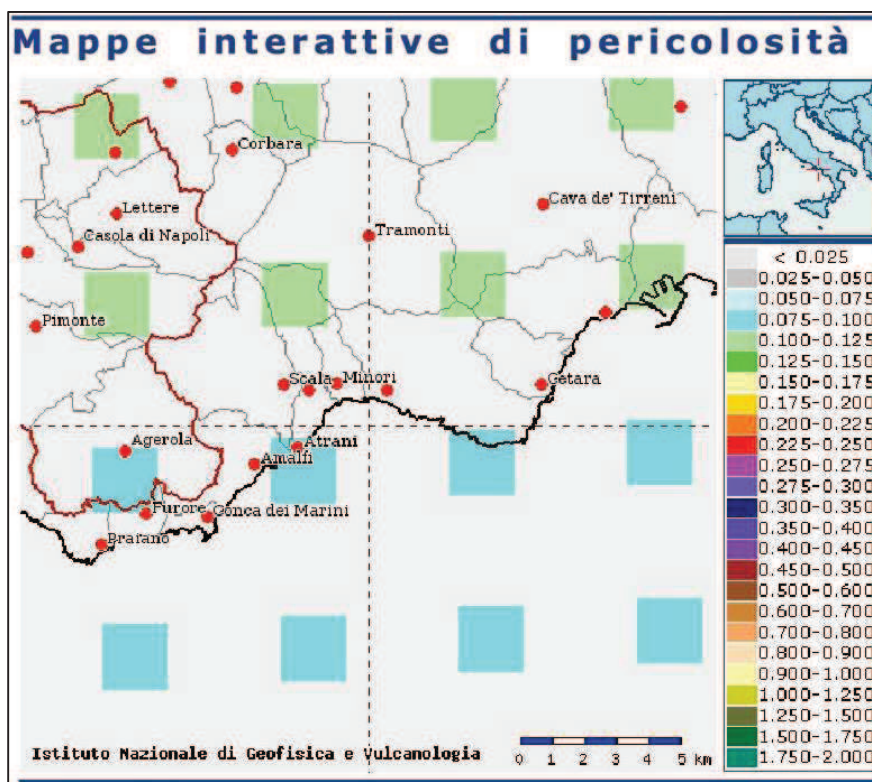 Mappe interattive di pericolosità
Corbara
Lettere
Cava de' Tirreni
Tramonti
Casola di Napoli
Pimonte
Scala
Minori
Cetara
Agerola
Atrani
Amalfi
Furore
Conca dei Marini
Praiano
Istituto Nazionale di Geofisica e Vulcanologia
0 1 2 3 4 5 km
< 0.025
0.025-0.050
0.050-0.075
0.075-0.100
0.100-0.125
0.125-0.150
0.150-0.175
0.175-0.200
0.200-0.225
0.225-0.250
0.250-0.275
0.275-0.300
0.300-0.350
0.350-0.400
0.400-0.450
0.450-0.500
0.500-0.600
0.600-0.700
0.700-0.800
0.800-0.900
0.900-1.000
1.000-1.250
1.250-1.500
1.500-1.750
1.750-2.000